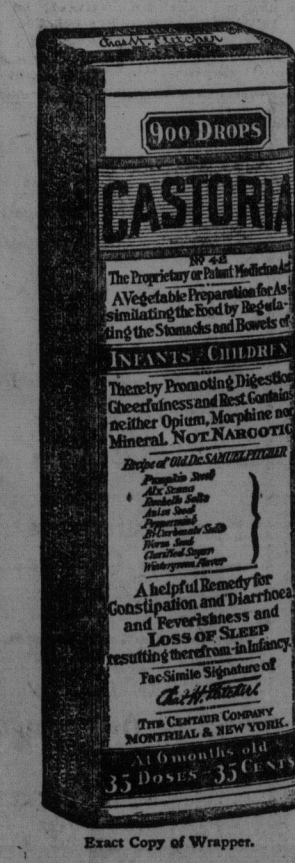 Chas H. Fletcher
900 DROPS
CASTORIA
Nº 42
The Proprietary or Patent Medicine Act
A Vegetable Preparation for As-
similating the Food by Regula-
ting the Stomachs and Bowels of
INFANTS CHILDREN
Thereby Promoting Digestion
Cheerfulness and Rest. Contains
neither Opium, Morphine nor
Mineral. NOT NARCOTIC
Recipe of Old Dr. SAMUEL PITCHER
Pumpkin Seed
Alx Senna
Rochelle Salts
Anise Seed
Peppermint
Bi-Carbonate Soda
Worm Seed
Clarified Sugar
Wintergreen Flavor
A helpful Remedy for
Constipation and Diarrhoea
and Feverishness and
LOSS OF SLEEP
resulting therefrom-in Infancy.
Fac-Simile Signature of
Chas H. Fletcher.
THE CENTAUR COMPANY
MONTREAL & NEW YORK.
At 6 months old
35 DOSES 35 CENTS
Exact Copy of Wrapper.